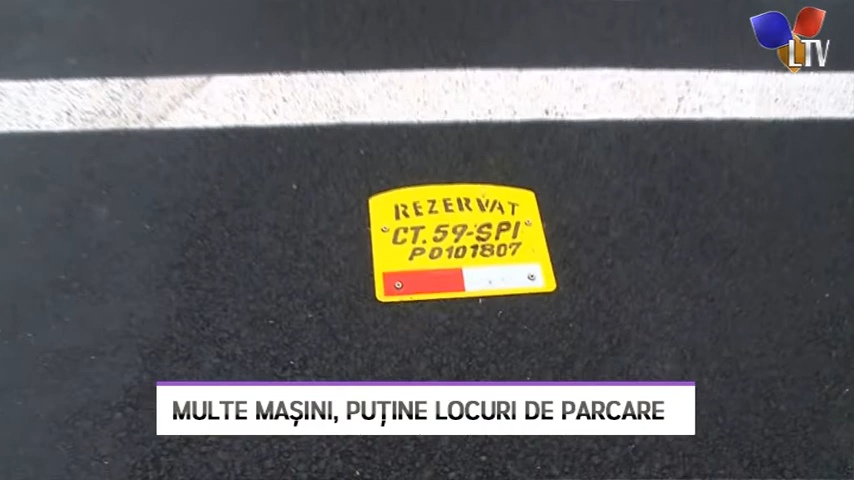 LTV
REZERVAT
CT. 59-SPI
P0101807
MULTE MAȘINI, PUȚINE LOCURI DE PARCARE